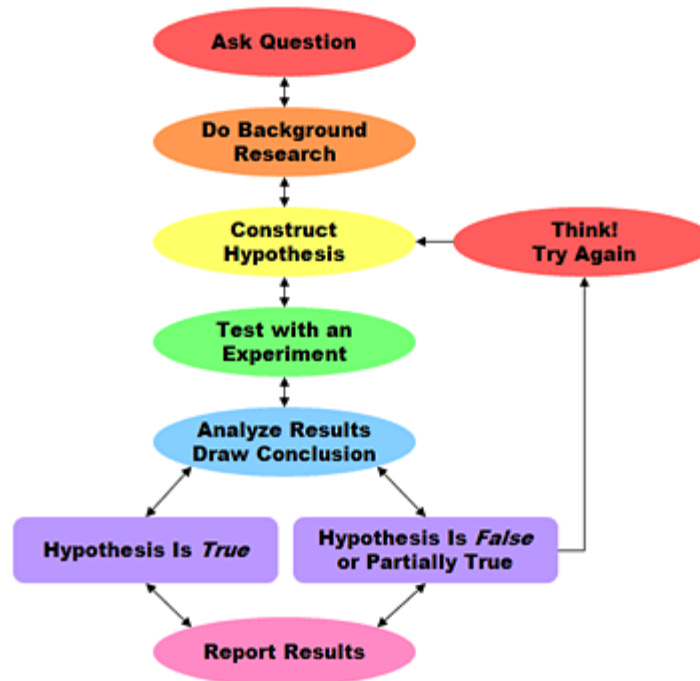 Ask Question
Do Background
Research
Construct
Hypothesis
Think!
Try Again
Test with an
Experiment
Analyze Results
Draw Conclusion
Hypothesis Is True
Hypothesis Is False
or Partially True
Report Results